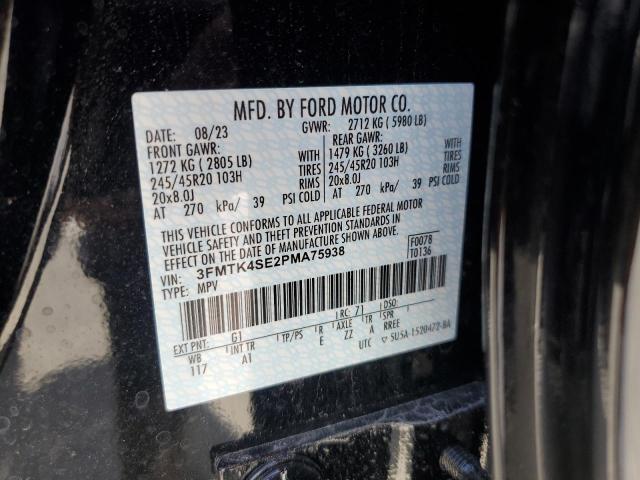 MFD. BY FORD MOTOR CO.
DATE: 08/23 GVWR: 2712 KG ( 5980 LB)
FRONT GAWR: REAR GAWR:
1272 KG ( 2805 LB) WITH 1479 KG ( 3260 LB) WITH
245/45R20 103H TIRES 245/45R20 103H TIRES
20x8.0J RIMS 20x8.0J RIMS
AT 270 kPa/ 39 PSI COLD AT 270 kPa/ 39 PSI COLD
THIS VEHICLE CONFORMS TO ALL APPLICABLE FEDERAL MOTOR
VEHICLE SAFETY AND THEFT PREVENTION STANDARDS IN
EFFECT ON THE DATE OF MANUFACTURE SHOWN ABOVE.
VIN: 3FMTK4SE2PMA75938 F0078
TYPE: MPV T0136
EXT PNT: G1 RC: 71 DSO:
WB INT TR TP/PS R AXLE TR SPR
117 A1 E ZZ A RREE
UTC ▽ SU5A-1520472-BA